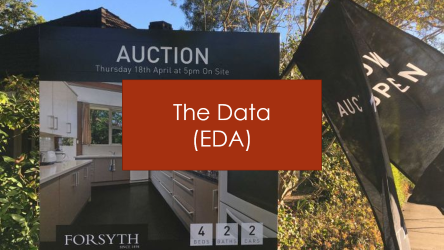 AUCTION
Thursday 18th April at 5pm On Site
The Data
(EDA)
OPEN
AUC
4 2 2
BEDS BATHS CARS
FORSYTH